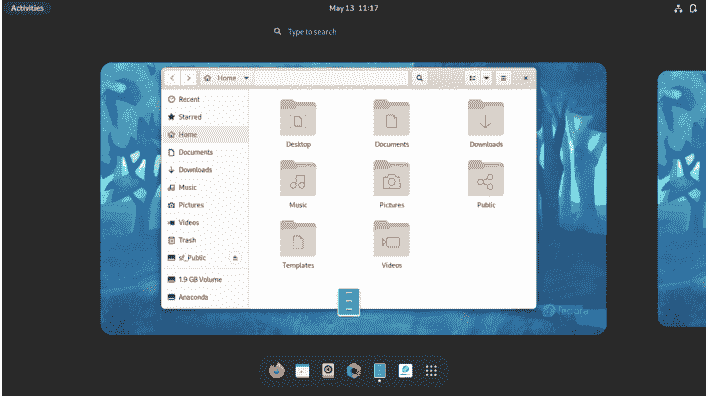 Activities
May 13 11:17
Type to search
Home
Recent
Starred
Home
Documents
Downloads
Music
Pictures
Videos
Trash
sf_Public
1.9 GB Volume
Anaconda
Desktop
Documents
Downloads
Music
Pictures
Public
Templates
Videos
fedora